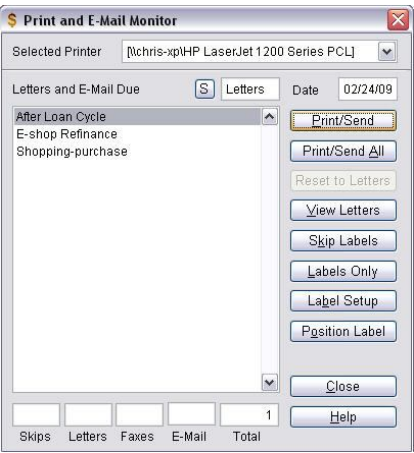 $ Print and E-Mail Monitor
Selected Printer [\\chris-xp\HP LaserJet 1200 Series PCL]
Letters and E-Mail Due S Letters Date 02/24/09
After Loan Cycle
E-shop Refinance
Shopping-purchase
Print/Send
Print/Send All
Reset to Letters
View Letters
Skip Labels
Labels Only
Label Setup
Position Label
Close
Help
1
Skips Letters Faxes E-Mail Total